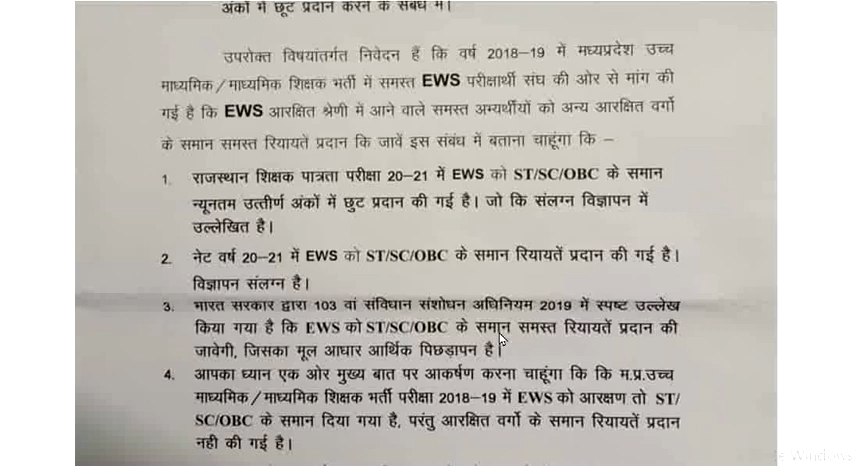 अंकों में छूट प्रदान करने के संबंध में।
उपरोक्त विषयांतर्गत निवेदन हैं कि वर्ष 2018–19 में मध्यप्रदेश उच्च
माध्यमिक/माध्यमिक शिक्षक भर्ती में समस्त EWS परीक्षार्थी संघ की ओर से मांग की
गई है कि EWS आरक्षित श्रेणी में आने वाले समस्त अभ्यर्थीयों को अन्य आरक्षित वर्गो
के समान समस्त रियायतें प्रदान कि जावें इस संबंध में बताना चाहूंगा कि –
1. राजस्थान शिक्षक पात्रता परीक्षा 20–21 में EWS को ST/SC/OBC के समान
न्यूनतम उत्तीर्ण अंकों में छुट प्रदान की गई है। जो कि संलग्न विज्ञापन में
उल्लेखित है।
2. नेट वर्ष 20–21 में EWS को ST/SC/OBC के समान रियायतें प्रदान की गई है।
विज्ञापन संलग्न है।
3. भारत सरकार द्वारा 103 वां संविधान संशोधन अधिनियम 2019 में स्पष्ट उल्लेख
किया गया है कि EWS को ST/SC/OBC के समान समस्त रियायतें प्रदान की
जावेगी, जिसका मूल आधार आर्थिक पिछड़ापन है।
4. आपका ध्यान एक ओर मुख्य बात पर आकर्षण करना चाहूंगा कि कि म.प्र.उच्च
माध्यमिक/माध्यमिक शिक्षक भर्ती परीक्षा 2018–19 में EWS को आरक्षण तो ST/
SC/OBC के समान दिया गया है, परंतु आरक्षित वर्गो के समान रियायतें प्रदान
नही की गई है।